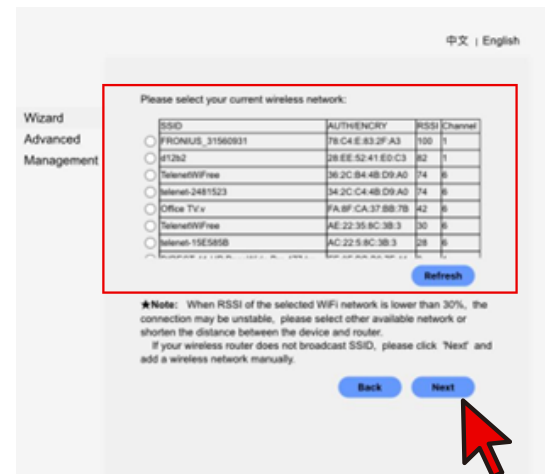 中文 | English
Wizard
Advanced
Management
Please select your current wireless network:
SSID AUTH/ENCRY RSSI Channel
FRONIUS_31560931 78:C4:E:83:2F:A3 100 1
d12b2 28:EE:52:41:E0:C3 82 1
TelenetWiFree 36:2C:B4:4B:D9:A0 74 6
telenet-2481523 34:2C:C4:4B:D9:A0 74 6
Office TV.v FA:8F:CA:37:BB:7B 42 6
TelenetWiFree AE:22:35:8C:3B:3 30 6
telenet-15E585B AC:22:5:8C:3B:3 28 6
Refresh
★Note: When RSSI of the selected WiFi network is lower than 30%, the
connection may be unstable, please select other available network or
shorten the distance between the device and router.
If your wireless router does not broadcast SSID, please click 'Next' and
add a wireless network manually.
Back Next